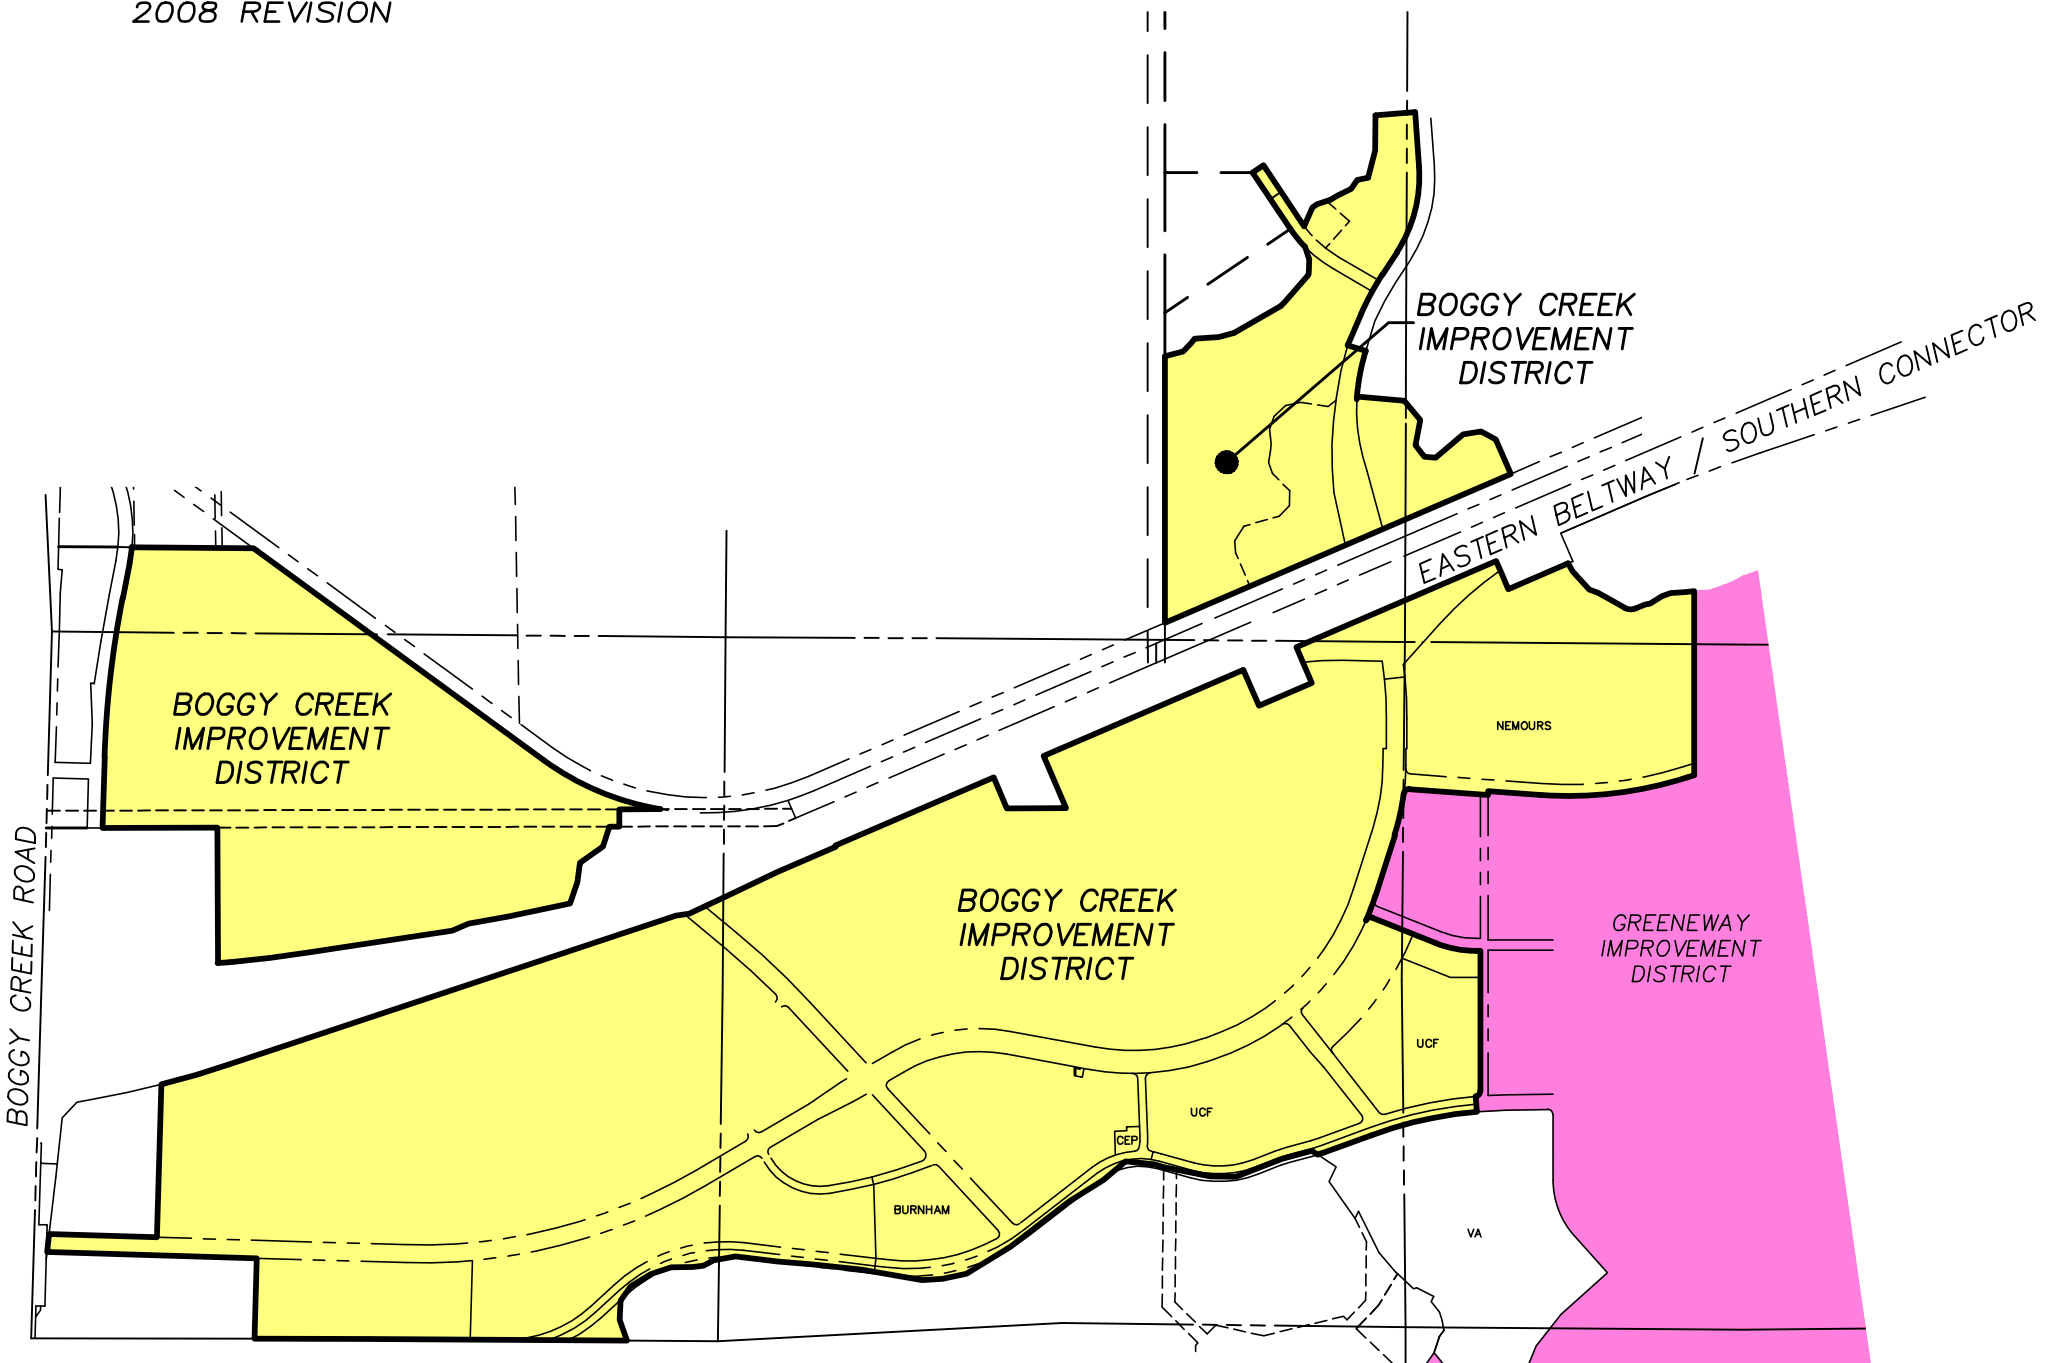 2008 REVISION
BOGGY CREEK
IMPROVEMENT
DISTRICT
EASTERN BELTWAY / SOUTHERN CONNECTOR
BOGGY CREEK
IMPROVEMENT
DISTRICT
NEMOURS
BOGGY CREEK ROAD
BOGGY CREEK
IMPROVEMENT
DISTRICT
GREENEWAY
IMPROVEMENT
DISTRICT
UCF
UCF
CEP
BURNHAM
VA